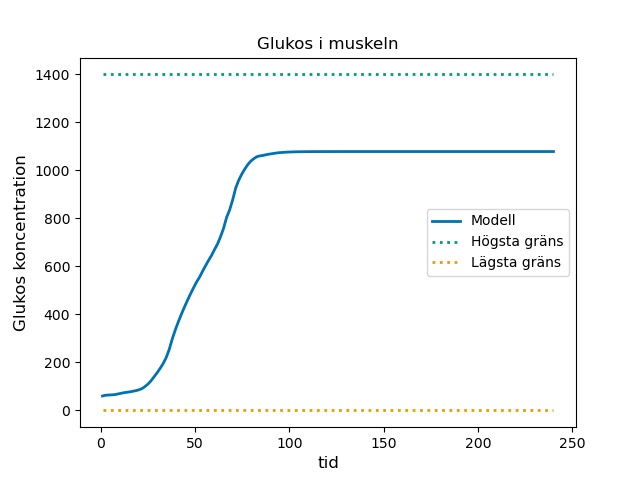 Glukos i muskeln
Glukos koncentration
1400
1200
1000
800
600
400
200
0
Modell
Högsta gräns
Lägsta gräns
0 50 100 150 200 250
tid